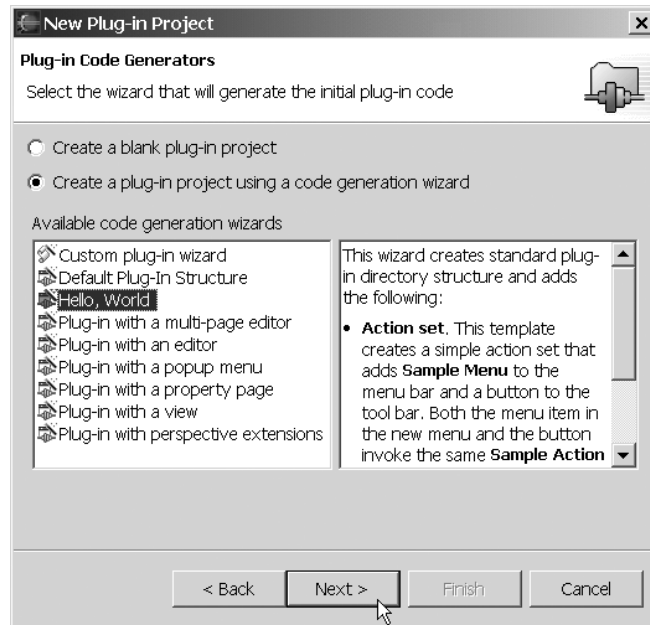 New Plug-in Project
Plug-in Code Generators
Select the wizard that will generate the initial plug-in code
Create a blank plug-in project
Create a plug-in project using a code generation wizard
Available code generation wizards
Custom plug-in wizard
Default Plug-In Structure
Hello, World
Plug-in with a multi-page editor
Plug-in with an editor
Plug-in with a popup menu
Plug-in with a property page
Plug-in with a view
Plug-in with perspective extensions
This wizard creates standard plug-
in directory structure and adds
the following:
• Action set. This template
creates a simple action set that
adds Sample Menu to the
menu bar and a button to the
tool bar. Both the menu item in
the new menu and the button
invoke the same Sample Action
< Back
Next >
Finish
Cancel